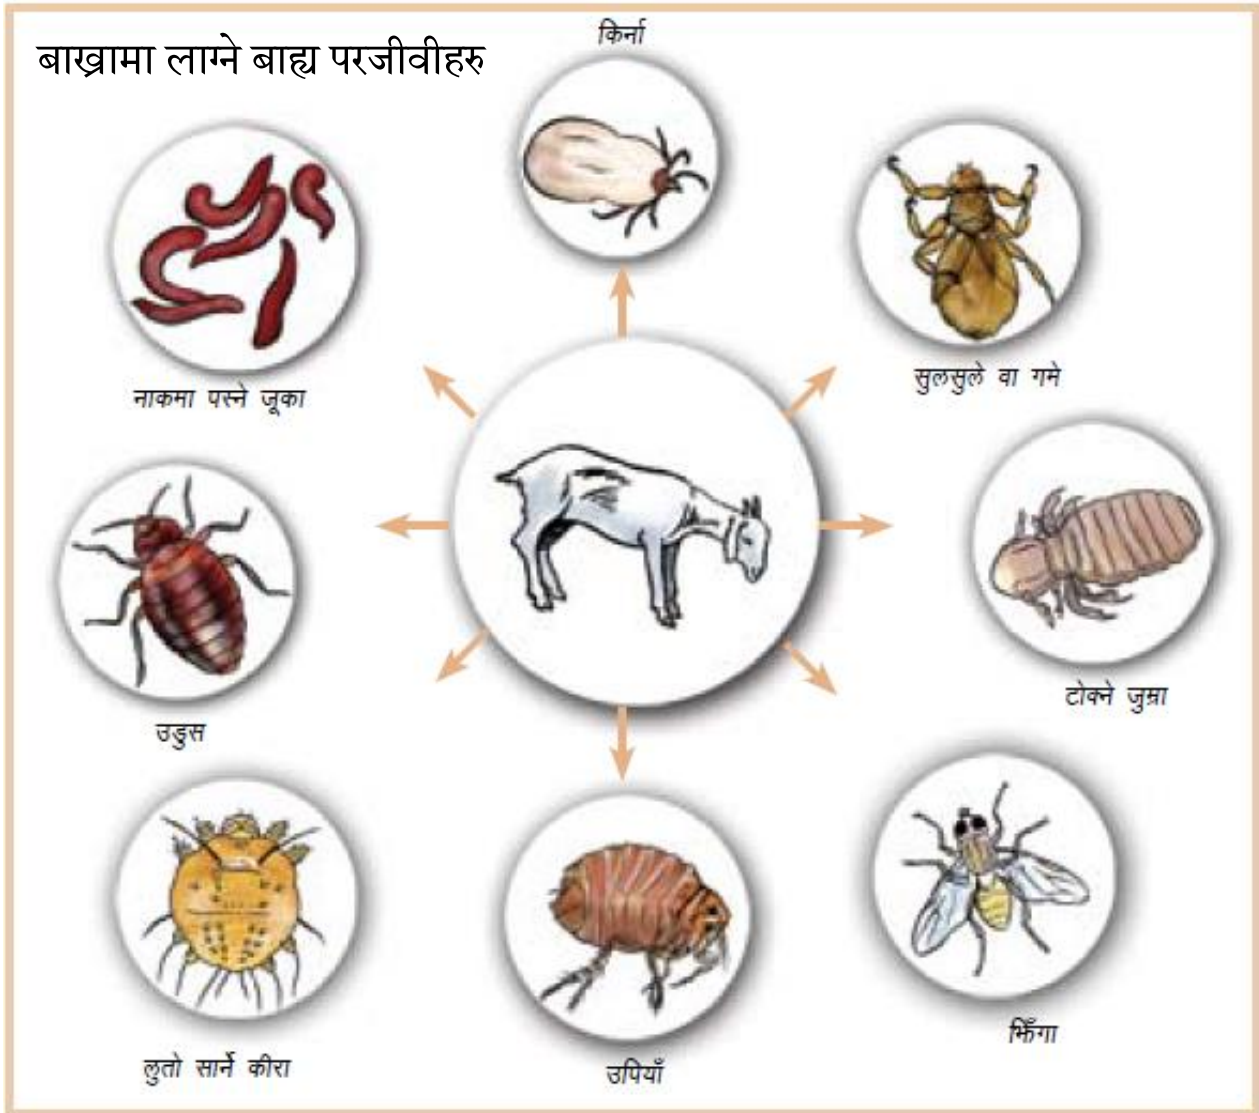 बाख्रामा लाग्ने बाह्य परजीवीहरु
किर्ना
नाकमा पस्ने जूका
सुलसुले वा गमे
उडुस
टोक्ने जुम्रा
लुतो सार्ने कीरा
उपियाँ
झिँगा